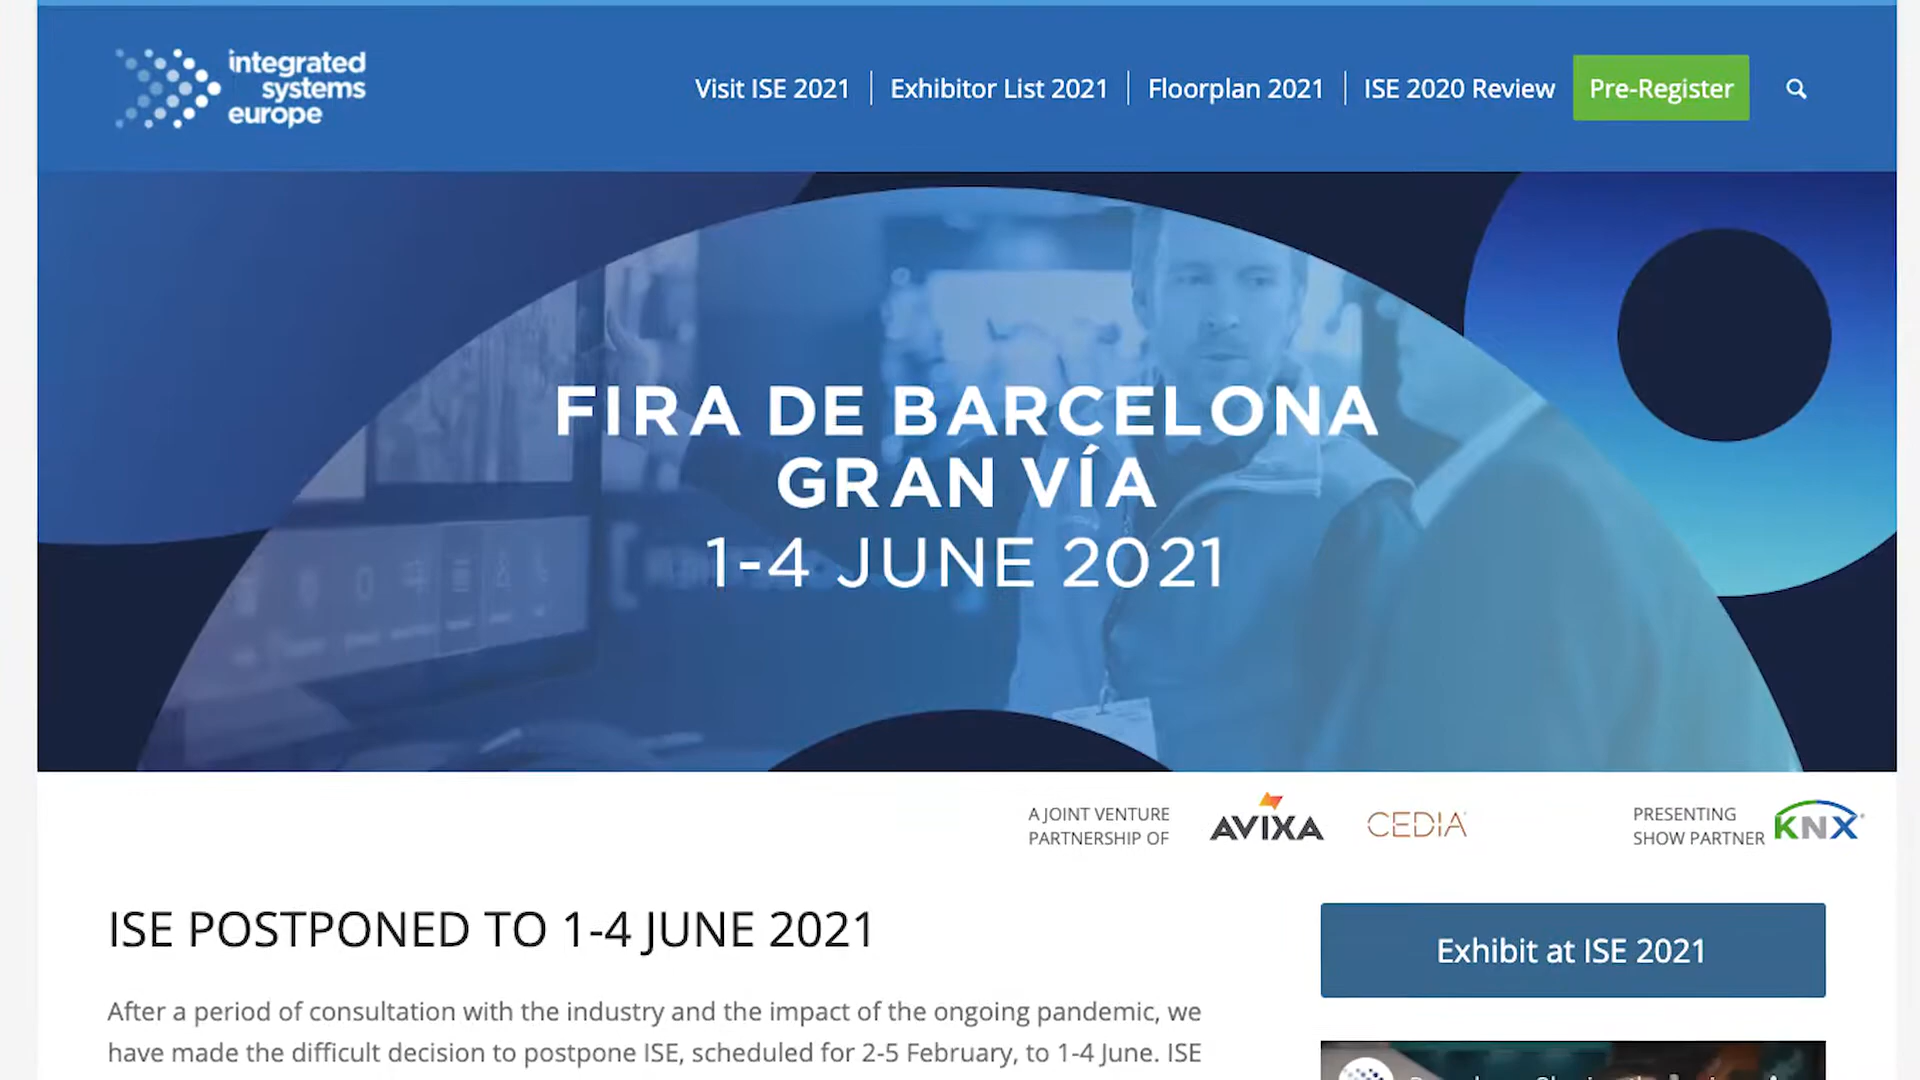 integrated
systems
europe
Visit ISE 2021
Exhibitor List 2021
Floorplan 2021
ISE 2020 Review
Pre-Register
FIRA DE BARCELONA
GRAN VÍA
1-4 JUNE 2021
A JOINT VENTURE
PARTNERSHIP OF
AVIXA
CEDIA
PRESENTING
SHOW PARTNER
KNX
ISE POSTPONED TO 1-4 JUNE 2021
Exhibit at ISE 2021
After a period of consultation with the industry and the impact of the ongoing pandemic, we
have made the difficult decision to postpone ISE, scheduled for 2-5 February, to 1-4 June. ISE